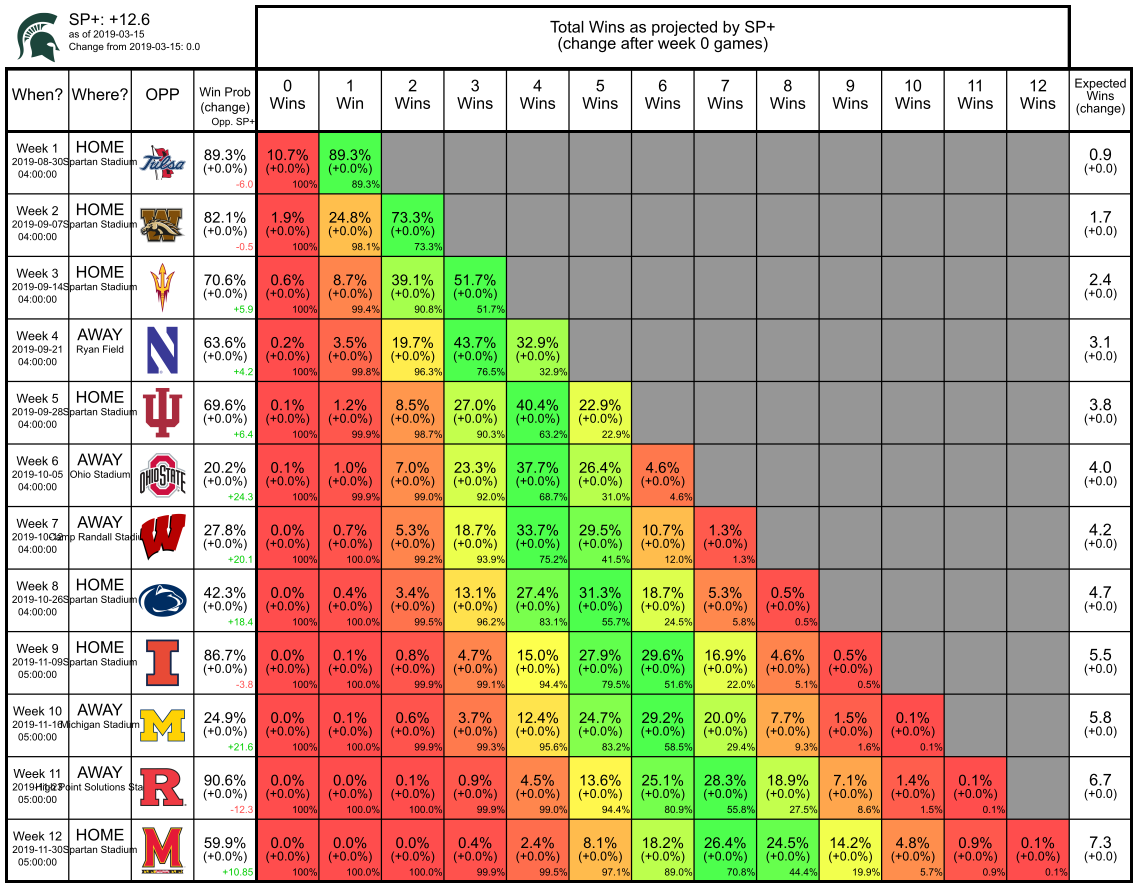 SP+: +12.6
as of 2019-03-15
Change from 2019-03-15: 0.0
Total Wins as projected by SP+
(change after week 0 games)
When? Where? OPP Win Prob (change) Opp. SP+ 0 Wins 1 Win 2 Wins 3 Wins 4 Wins 5 Wins 6 Wins 7 Wins 8 Wins 9 Wins 10 Wins 11 Wins 12 Wins Expected Wins (change)
Week 1 HOME
2019-08-30 Spartan Stadium Tulsa 89.3% 10.7% 89.3% 0.9
04:00:00 (+0.0%) (+0.0%) (+0.0%) (+0.0)
-6.0 100% 89.3%
Week 2 HOME
2019-09-07 Spartan Stadium W 82.1% 1.9% 24.8% 73.3% 1.7
04:00:00 (+0.0%) (+0.0%) (+0.0%) (+0.0%) (+0.0)
-0.5 100% 98.1% 73.3%
Week 3 HOME
2019-09-14 Spartan Stadium 70.6% 0.6% 8.7% 39.1% 51.7% 2.4
04:00:00 (+0.0%) (+0.0%) (+0.0%) (+0.0%) (+0.0%) (+0.0)
+5.9 100% 99.4% 90.8% 51.7%
Week 4 AWAY
2019-09-21 Ryan Field N 63.6% 0.2% 3.5% 19.7% 43.7% 32.9% 3.1
04:00:00 (+0.0%) (+0.0%) (+0.0%) (+0.0%) (+0.0%) (+0.0%) (+0.0)
+4.2 100% 99.8% 96.3% 76.5% 32.9%
Week 5 HOME
2019-09-28 Spartan Stadium IU 69.6% 0.1% 1.2% 8.5% 27.0% 40.4% 22.9% 3.8
04:00:00 (+0.0%) (+0.0%) (+0.0%) (+0.0%) (+0.0%) (+0.0%) (+0.0%) (+0.0)
+6.4 100% 99.9% 98.7% 90.3% 63.2% 22.9%
Week 6 AWAY
2019-10-05 Ohio Stadium OHIO STATE 20.2% 0.1% 1.0% 7.0% 23.3% 37.7% 26.4% 4.6% 4.0
04:00:00 (+0.0%) (+0.0%) (+0.0%) (+0.0%) (+0.0%) (+0.0%) (+0.0%) (+0.0%) (+0.0)
+24.3 100% 99.9% 99.0% 92.0% 68.7% 31.0% 4.6%
Week 7 AWAY
2019-10-12 Camp Randall Stadiu W 27.8% 0.0% 0.7% 5.3% 18.7% 33.7% 29.5% 10.7% 1.3% 4.2
04:00:00 (+0.0%) (+0.0%) (+0.0%) (+0.0%) (+0.0%) (+0.0%) (+0.0%) (+0.0%) (+0.0%) (+0.0)
+20.1 100% 100.0% 99.2% 93.9% 75.2% 41.5% 12.0% 1.3%
Week 8 HOME
2019-10-26 Spartan Stadium 42.3% 0.0% 0.4% 3.4% 13.1% 27.4% 31.3% 18.7% 5.3% 0.5% 4.7
04:00:00 (+0.0%) (+0.0%) (+0.0%) (+0.0%) (+0.0%) (+0.0%) (+0.0%) (+0.0%) (+0.0%) (+0.0%) (+0.0)
+18.4 100% 100.0% 99.5% 96.2% 83.1% 55.7% 24.5% 5.8% 0.5%
Week 9 HOME
2019-11-09 Spartan Stadium I 86.7% 0.0% 0.1% 0.8% 4.7% 15.0% 27.9% 29.6% 16.9% 4.6% 0.5% 5.5
05:00:00 (+0.0%) (+0.0%) (+0.0%) (+0.0%) (+0.0%) (+0.0%) (+0.0%) (+0.0%) (+0.0%) (+0.0%) (+0.0%) (+0.0)
-3.8 100% 100.0% 99.9% 99.1% 94.4% 79.5% 51.6% 22.0% 5.1% 0.5%
Week 10 AWAY
2019-11-16 Michigan Stadium M 24.9% 0.0% 0.1% 0.6% 3.7% 12.4% 24.7% 29.2% 20.0% 7.7% 1.5% 0.1% 5.8
05:00:00 (+0.0%) (+0.0%) (+0.0%) (+0.0%) (+0.0%) (+0.0%) (+0.0%) (+0.0%) (+0.0%) (+0.0%) (+0.0%) (+0.0%) (+0.0)
+21.6 100% 100.0% 99.9% 99.3% 95.6% 83.2% 58.5% 29.4% 9.3% 1.6% 0.1%
Week 11 AWAY
2019-11-23 High Point Solutions Sta R 90.6% 0.0% 0.0% 0.1% 0.9% 4.5% 13.6% 25.1% 28.3% 18.9% 7.1% 1.4% 0.1% 6.7
05:00:00 (+0.0%) (+0.0%) (+0.0%) (+0.0%) (+0.0%) (+0.0%) (+0.0%) (+0.0%) (+0.0%) (+0.0%) (+0.0%) (+0.0%) (+0.0%) (+0.0)
-12.3 100% 100.0% 100.0% 99.9% 99.0% 94.4% 80.9% 55.8% 27.5% 8.6% 1.5% 0.1%
Week 12 HOME
2019-11-30 Spartan Stadium M 59.9% 0.0% 0.0% 0.0% 0.4% 2.4% 8.1% 18.2% 26.4% 24.5% 14.2% 4.8% 0.9% 0.1% 7.3
05:00:00 (+0.0%) (+0.0%) (+0.0%) (+0.0%) (+0.0%) (+0.0%) (+0.0%) (+0.0%) (+0.0%) (+0.0%) (+0.0%) (+0.0%) (+0.0%) (+0.0%) (+0.0)
+10.85 100% 100.0% 100.0% 99.9% 99.5% 97.1% 89.0% 70.8% 44.4% 19.9% 5.7% 0.9% 0.1%